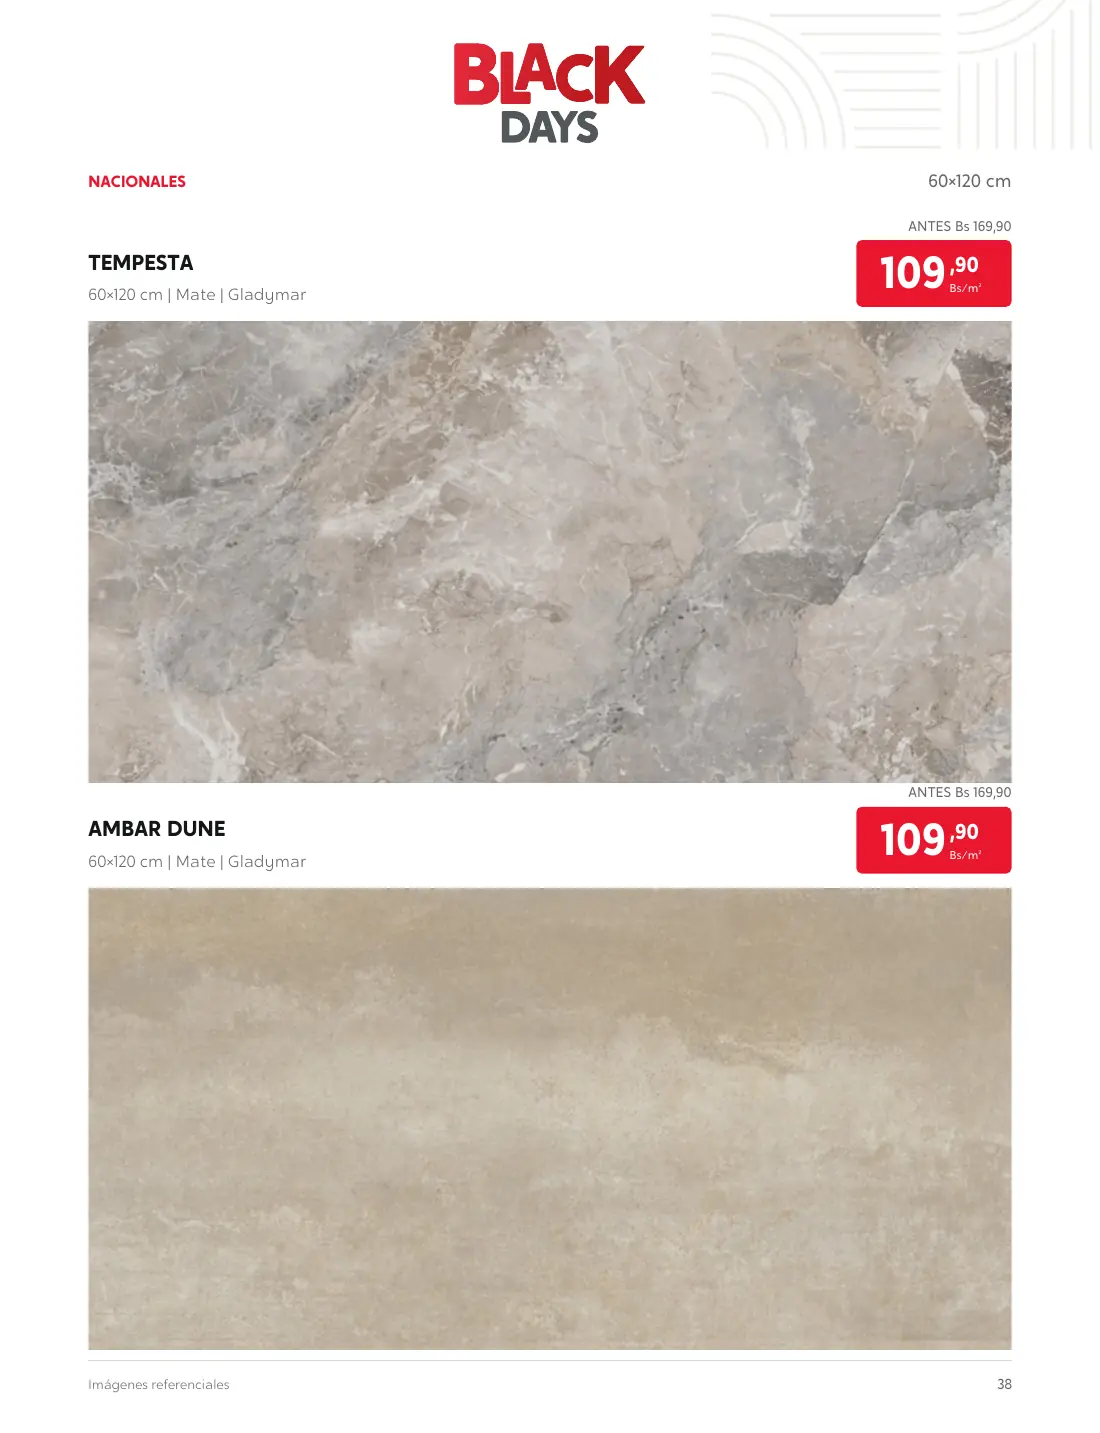 BLACK
DAYS
NACIONALES
60×120 cm
ANTES Bs 169,90
TEMPESTA
109,90
Bs/m²
60×120 cm | Mate | Gladymar
ANTES Bs 169,90
AMBAR DUNE
109,90
Bs/m²
60×120 cm | Mate | Gladymar
Imágenes referenciales
38